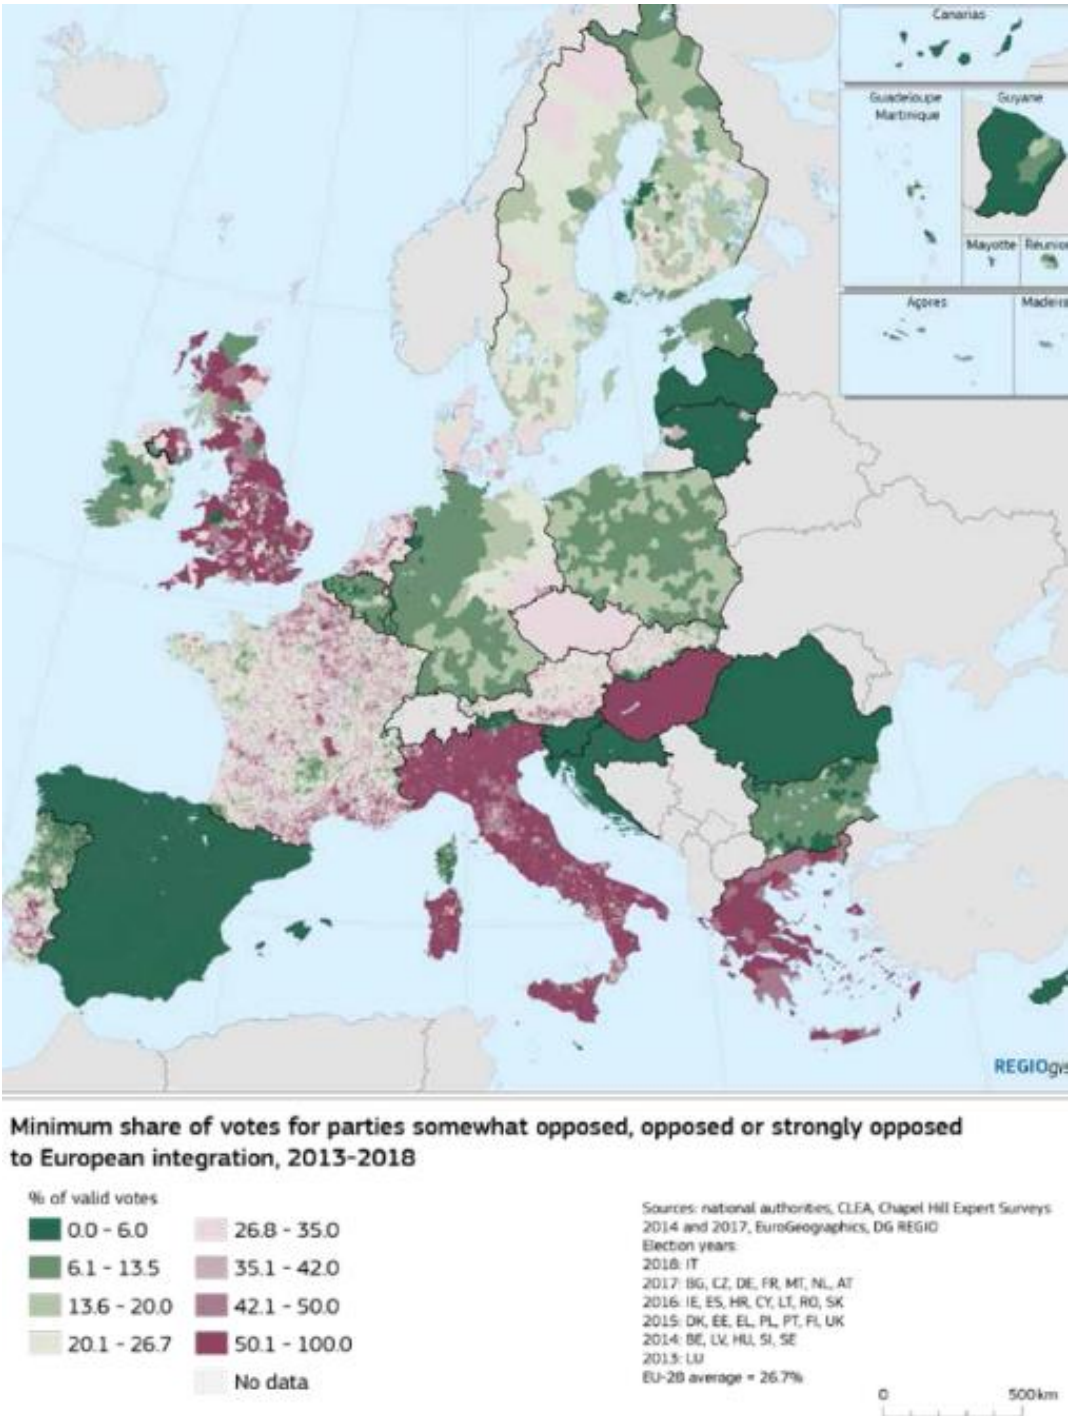 Canarias
Guadeloupe
Martinique
Guyane
Mayotte
Réunion
Açores
Madeira
REGIOgis
Minimum share of votes for parties somewhat opposed, opposed or strongly opposed
to European integration, 2013-2018
% of valid votes
0.0 - 6.0
6.1 - 13.5
13.6 - 20.0
20.1 - 26.7
26.8 - 35.0
35.1 - 42.0
42.1 - 50.0
50.1 - 100.0
No data
Sources: national authorities, CLEA, Chapel Hill Expert Surveys
2014 and 2017, EuroGeographics, DG REGIO
Election years:
2018: IT
2017: BG, CZ, DE, FR, MT, NL, AT
2016: IE, ES, HR, CY, LT, RO, SK
2015: DK, EE, EL, PL, PT, FI, UK
2014: BE, LV, HU, SI, SE
2013: LU
EU-28 average = 26.7%
0 500 km